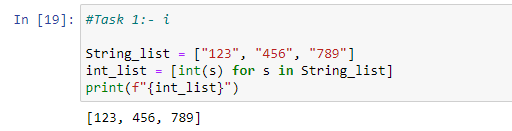 In [19]: #Task 1:- i
String_list = ["123", "456", "789"]
int_list = [int(s) for s in String_list]
print(f"{int_list}")
[123, 456, 789]